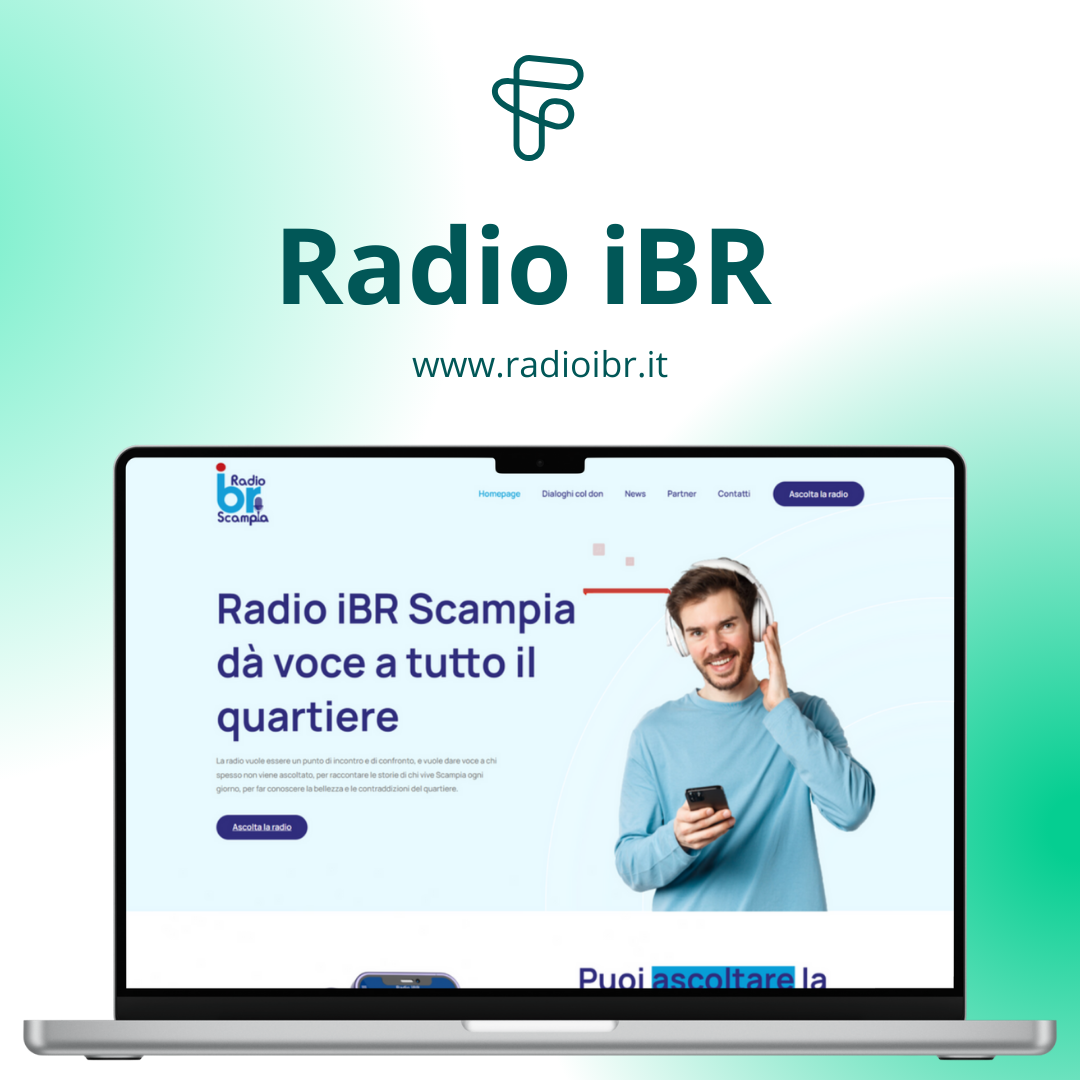 Radio iBR
www.radioibr.it
Radio
ibr
Scampia
Homepage Dialoghi col don News Partner Contatti Ascolta la radio
Radio iBR Scampia
dà voce a tutto il
quartiere
La radio vuole essere un punto di incontro e di confronto, e vuole dare voce a chi
spesso non viene ascoltato, per raccontare le storie di chi vive Scampia ogni
giorno, per far conoscere la bellezza e le contraddizioni del quartiere.
Ascolta la radio
Puoi ascoltare la